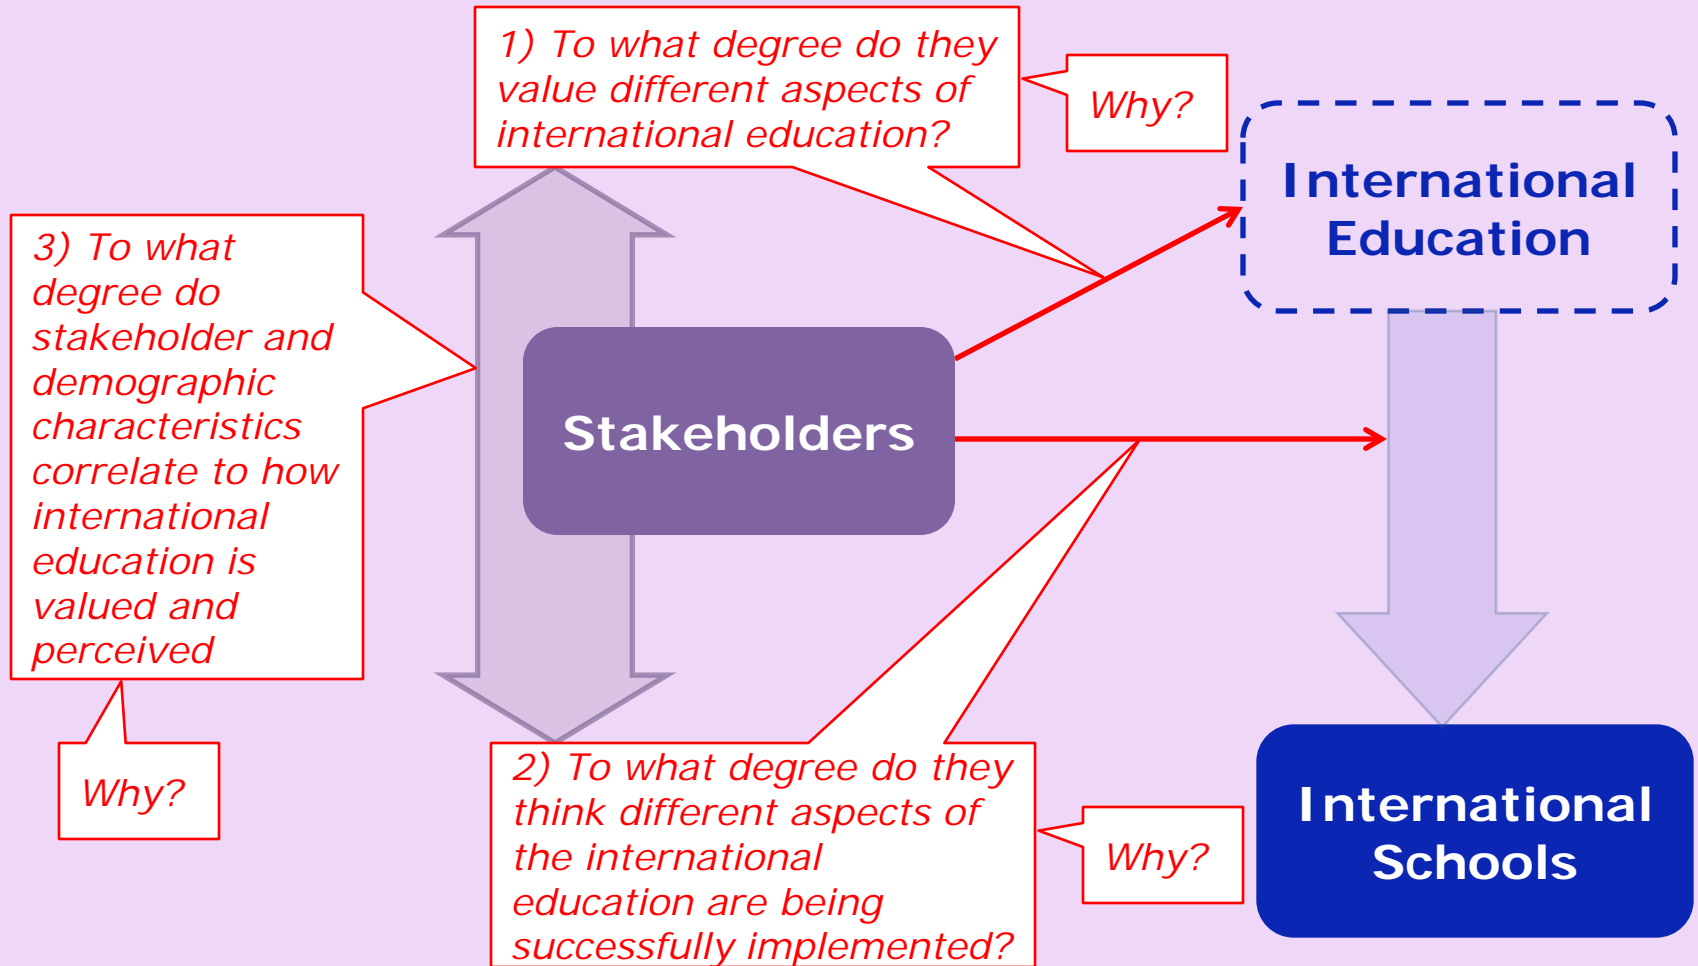 1) To what degree do they
value different aspects of
international education?
Why?
International
Education
3) To what
degree do
stakeholder and
demographic
characteristics
correlate to how
international
education is
valued and
perceived
Why?
Stakeholders
2) To what degree do they
think different aspects of
the international
education are being
successfully implemented?
Why?
International
Schools